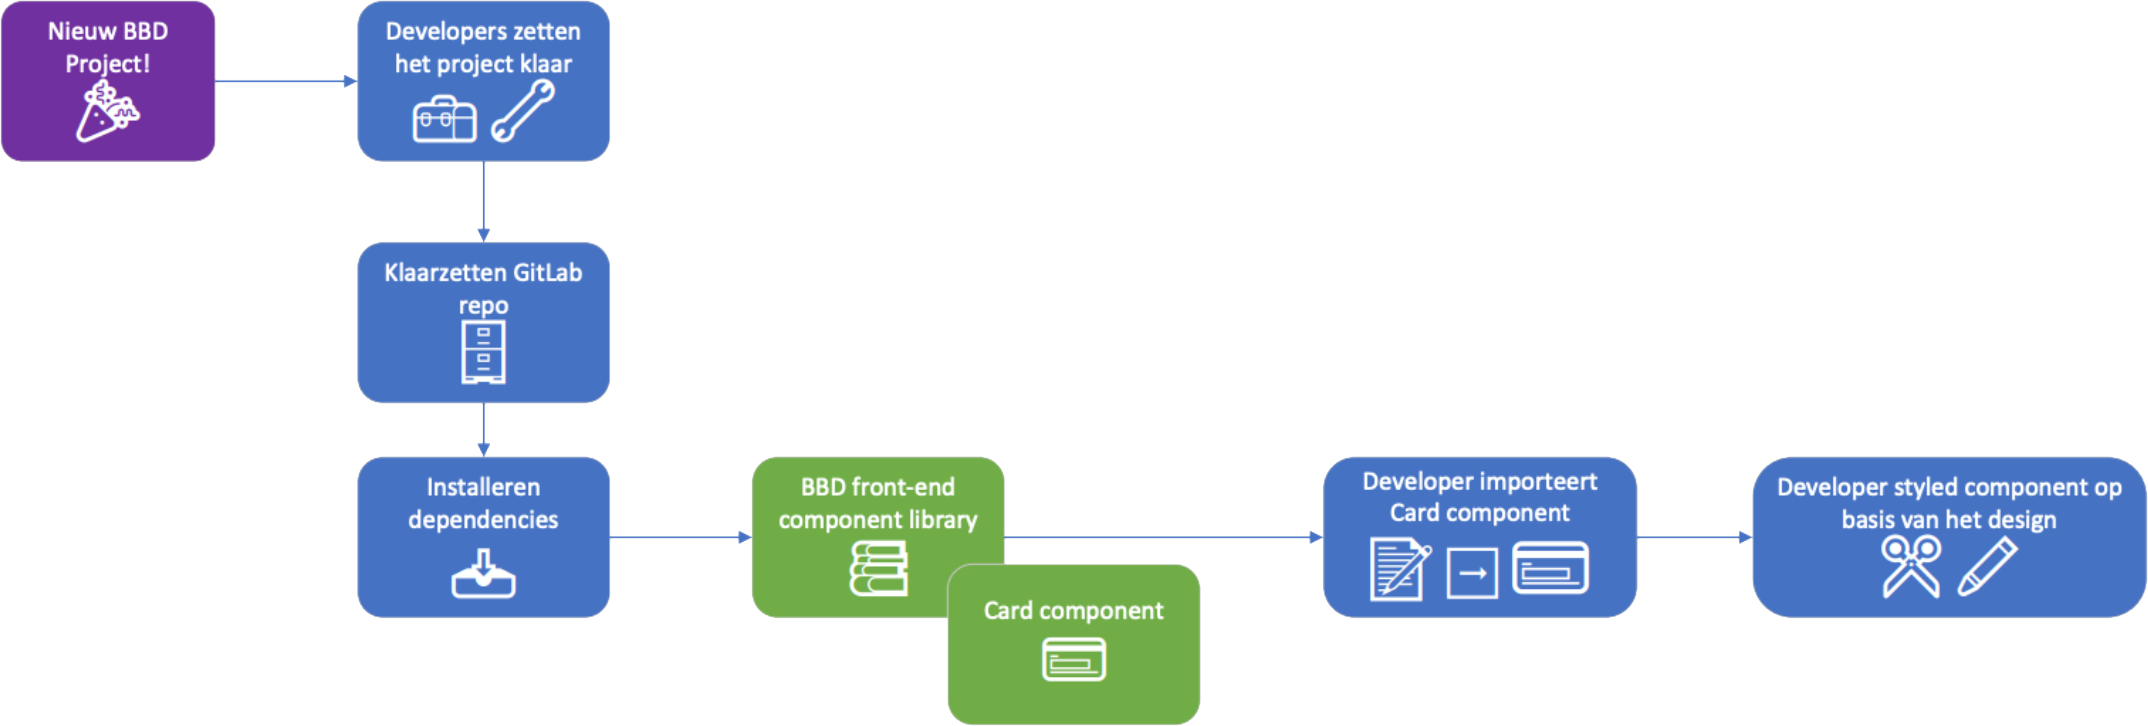 Nieuw BBD
Project!
Developers zetten
het project klaar
Klaarzetten GitLab
repo
Installeren
dependencies
BBD front-end
component library
Card component
Developer importeert
Card component
Developer styled component op
basis van het design